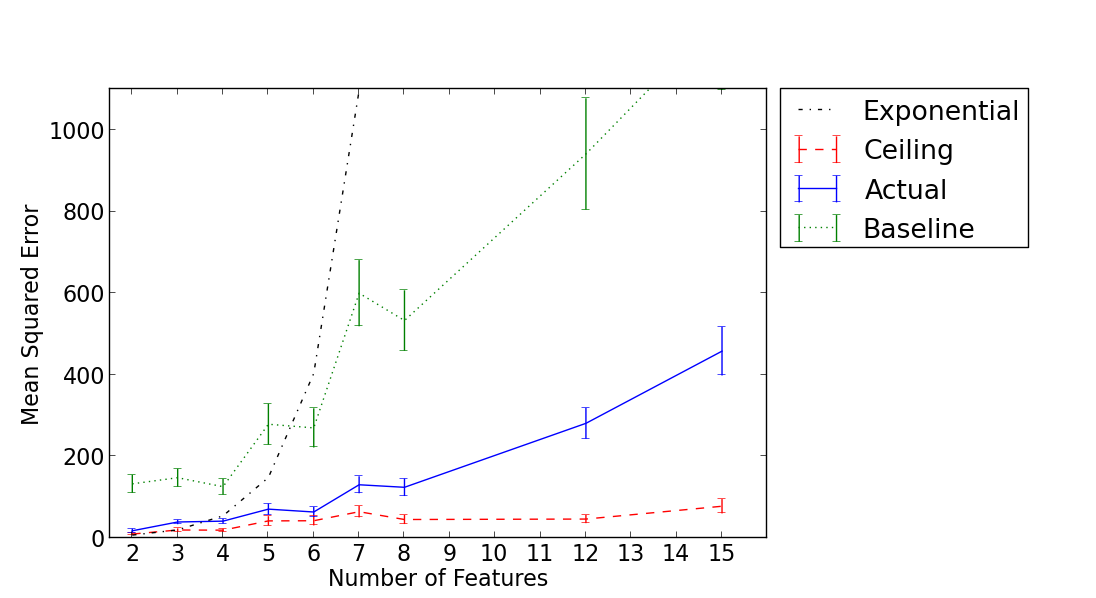 Mean Squared Error
1000
800
600
400
200
0
2 3 4 5 6 7 8 9 10 11 12 13 14 15
Number of Features
Exponential
Ceiling
Actual
Baseline